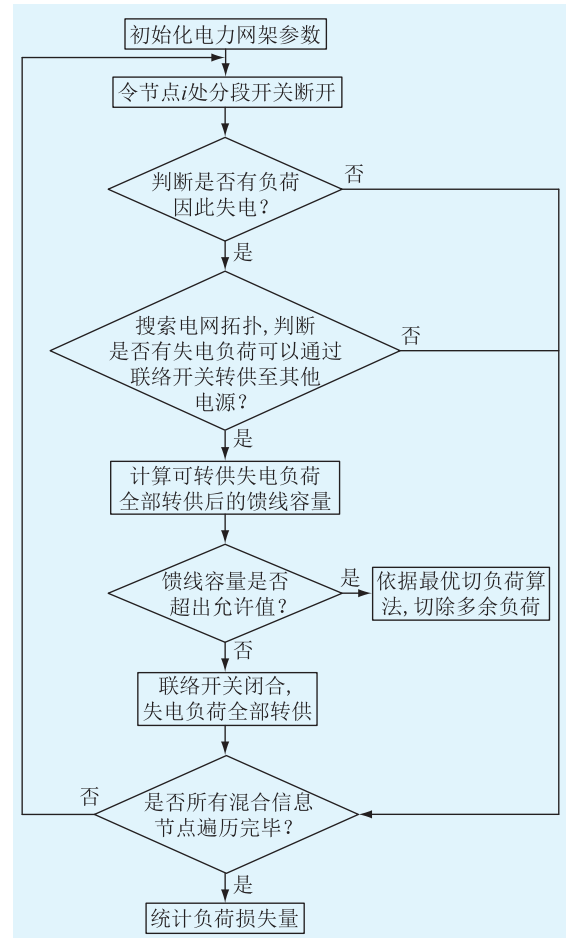 初始化电力网架参数
令节点i处分段开关断开
判断是否有负荷
因此失电?
否
是
搜索电网拓扑,判断
是否有失电负荷可以通过
联络开关转供至其他
电源?
否
是
计算可转供失电负荷
全部转供后的馈线容量
馈线容量是否
超出允许值?
是
依据最优切负荷算
法,切除多余负荷
否
联络开关闭合,
失电负荷全部转供
否
是否所有混合信息
节点遍历完毕?
是
统计负荷损失量